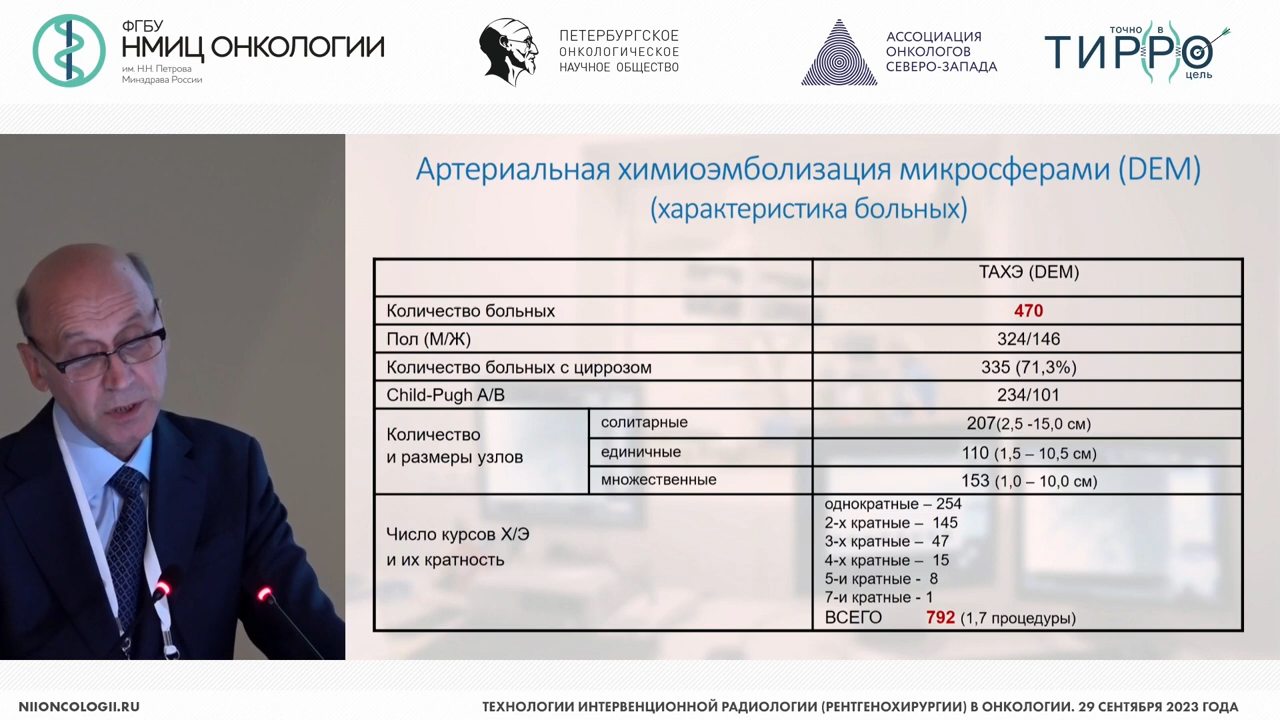 ФГБУ
НМИЦ ОНКОЛОГИИ
им. Н.Н. Петрова
Минздрава России
ПЕТЕРБУРГСКОЕ
ОНКОЛОГИЧЕСКОЕ
НАУЧНОЕ ОБЩЕСТВО
АССОЦИАЦИЯ
ОНКОЛОГОВ
СЕВЕРО-ЗАПАДА
ТОЧНО В
ТИРРО
цель
Артериальная химиоэмболизация микросферами (DEM)
(характеристика больных)
ТАХЭ (DEM)
Количество больных 470
Пол (М/Ж) 324/146
Количество больных с циррозом 335 (71,3%)
Child-Pugh A/B 234/101
Количество
и размеры узлов
солитарные 207(2,5 -15,0 см)
единичные 110 (1,5 – 10,5 см)
множественные 153 (1,0 – 10,0 см)
Число курсов Х/Э
и их кратность
однократные – 254
2-х кратные – 145
3-х кратные – 47
4-х кратные – 15
5-и кратные - 8
7-и кратные - 1
ВСЕГО 792 (1,7 процедуры)
NIIONCOLOGII.RU
ТЕХНОЛОГИИ ИНТЕРВЕНЦИОННОЙ РАДИОЛОГИИ (РЕНТГЕНОХИРУРГИИ) В ОНКОЛОГИИ. 29 СЕНТЯБРЯ 2023 ГОДА